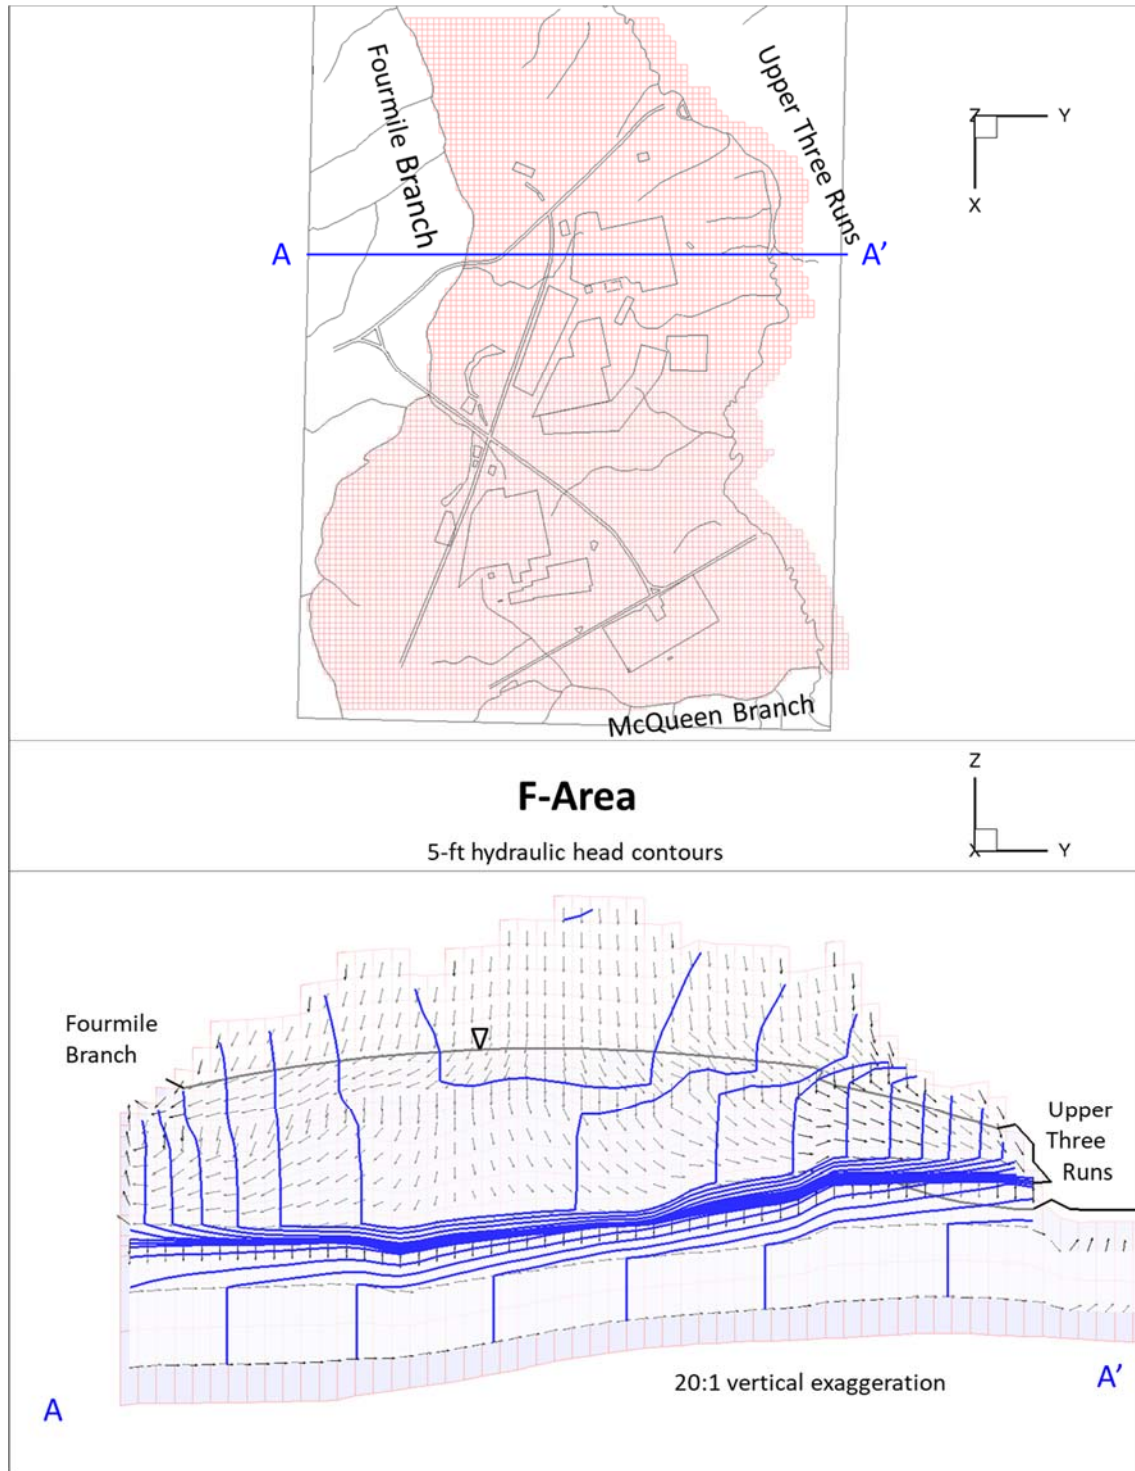 Fourmile Branch
Upper Three Runs
Z
Y
X
A
A'
McQueen Branch
F-Area
5-ft hydraulic head contours
Z
X
Y
Fourmile
Branch
Upper
Three
Runs
20:1 vertical exaggeration
A
A'